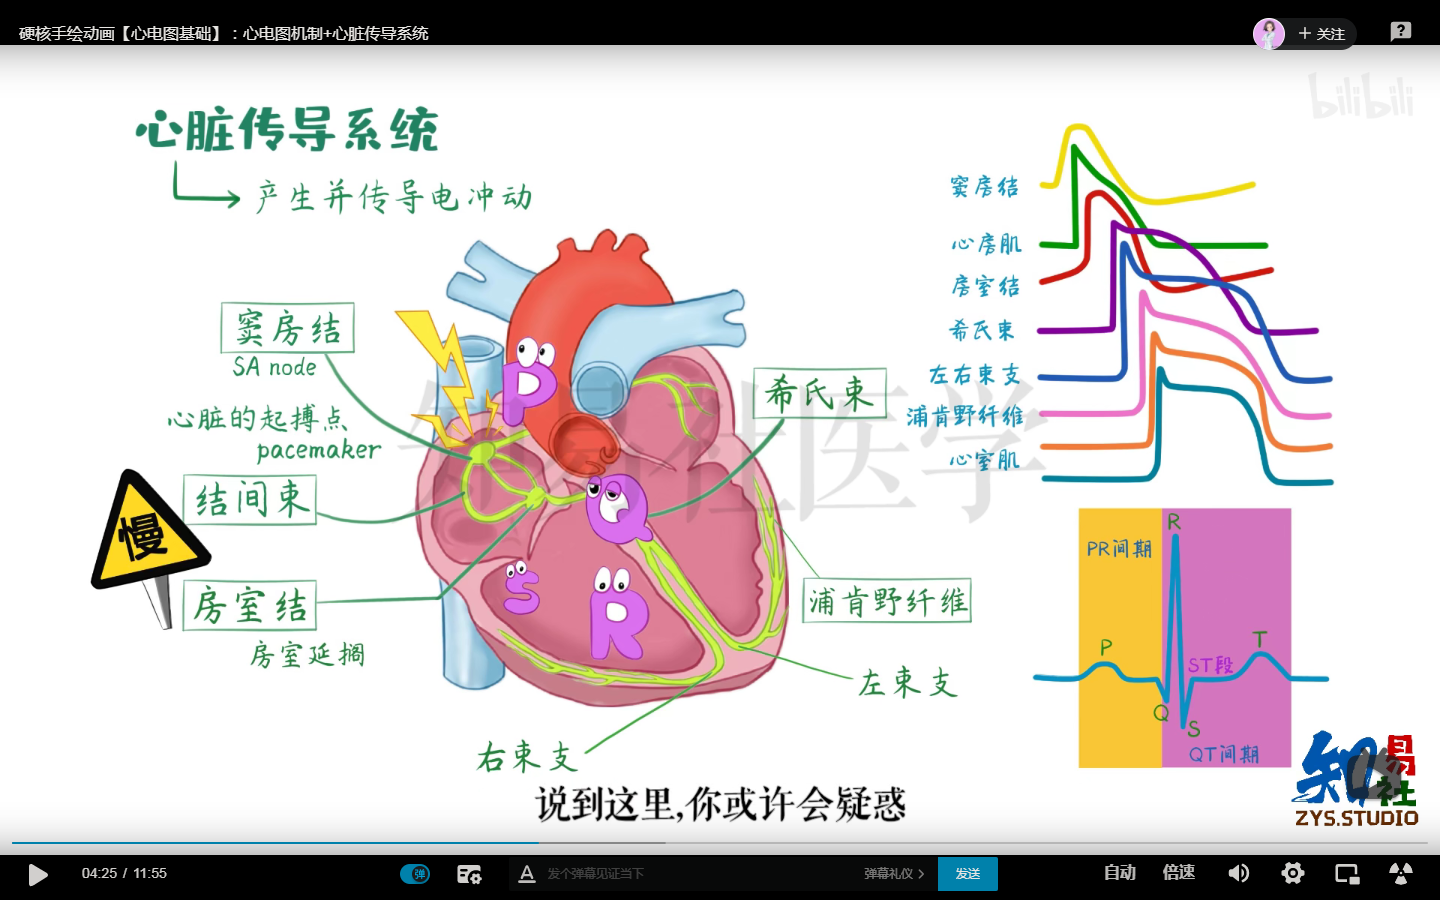 硬核手绘动画【心电图基础】：心电图机制+心脏传导系统
+ 关注
bilibili
心脏传导系统
产生并传导电冲动
窦房结
SA node
心脏的起搏点
pacemaker
结间束
慢
房室结
房室延搁
右束支
左束支
浦肯野纤维
希氏束
P
Q
S
R
知易社医学
窦房结
心房肌
房室结
希氏束
左右束支
浦肯野纤维
心室肌
PR间期
R
P
Q
S
ST段
T
QT间期
说到这里,你或许会疑惑
知易社
ZYS.STUDIO
04:25 / 11:55
弹
发个弹幕见证当下
弹幕礼仪 >
发送
自动
倍速